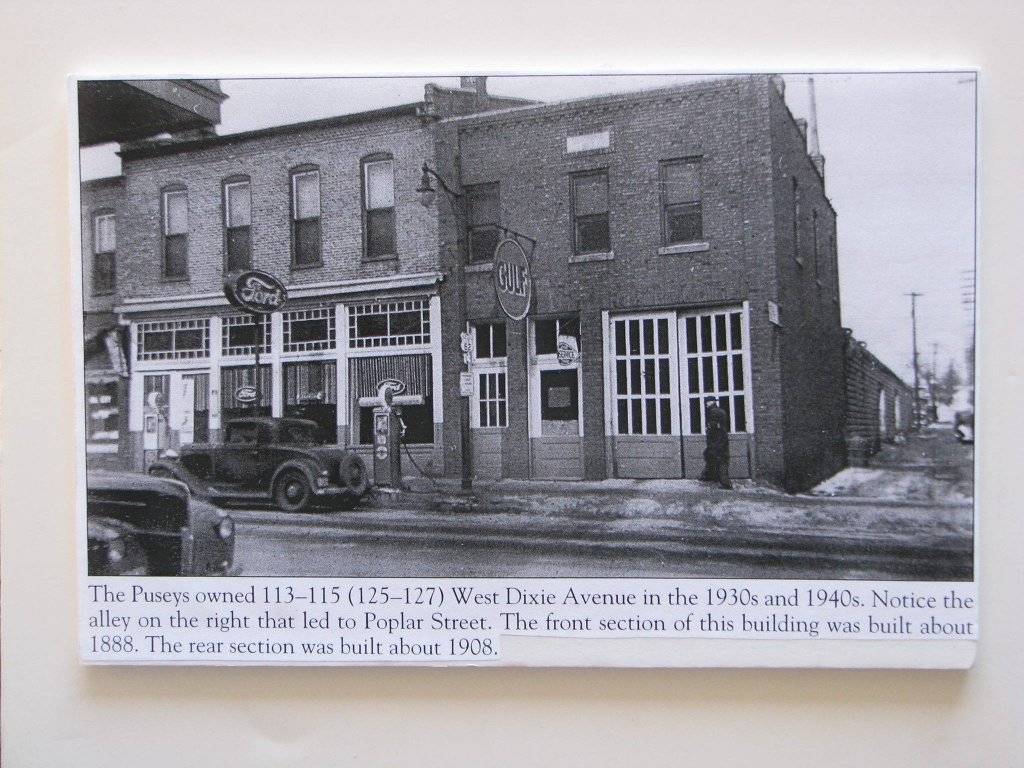 Ford
GULF
Ford
Ford
The Puseys owned 113–115 (125–127) West Dixie Avenue in the 1930s and 1940s. Notice the
alley on the right that led to Poplar Street. The front section of this building was built about
1888. The rear section was built about 1908.